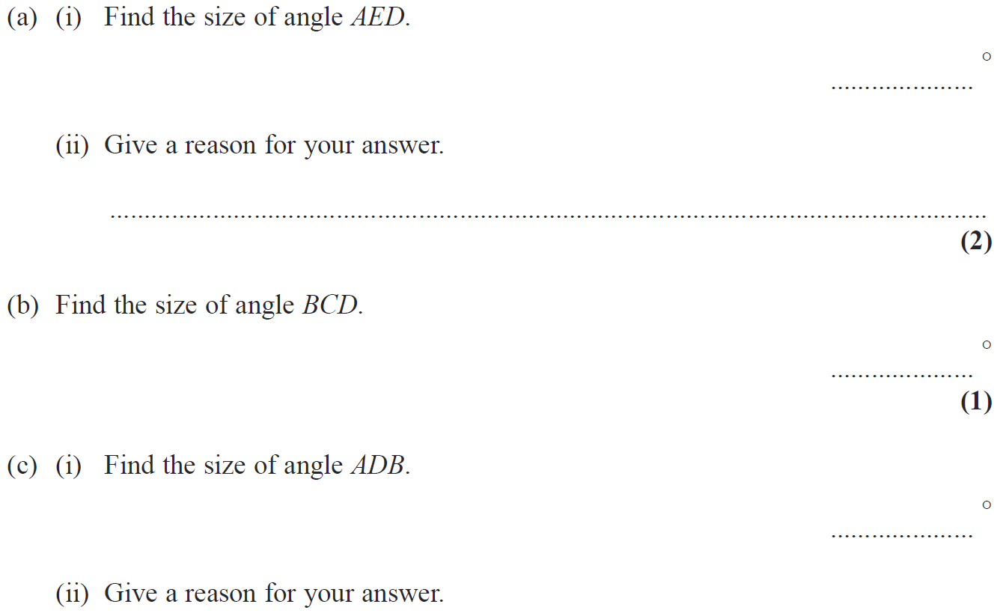 (a) (i) Find the size of angle AED.
°
.....................
(ii) Give a reason for your answer.
................................................................................................................................
(2)
(b) Find the size of angle BCD.
°
.....................
(1)
(c) (i) Find the size of angle ADB.
°
.....................
(ii) Give a reason for your answer.